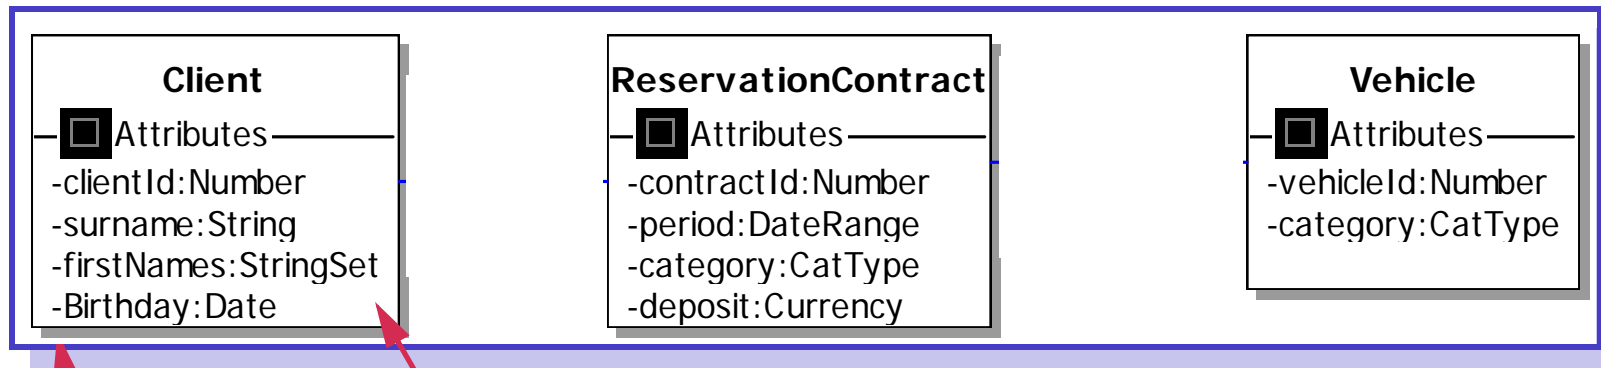 Client
Attributes
-clientId:Number
-surname:String
-firstNames:StringSet
-Birthday:Date
ReservationContract
Attributes
-contractId:Number
-period:DateRange
-category:CatType
-deposit:Currency
Vehicle
Attributes
-vehicleId:Number
-category:CatType